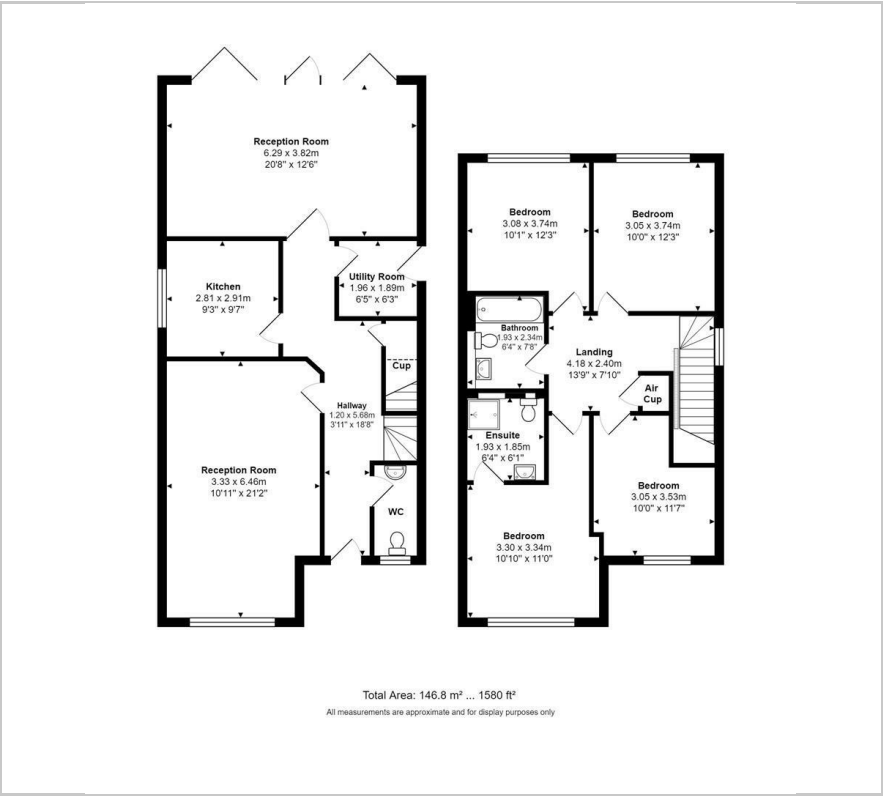 Reception Room
6.29 x 3.82m
20'8" x 12'6"
Kitchen
2.81 x 2.91m
9'3" x 9'7"
Utility Room
1.96 x 1.89m
6'5" x 6'3"
Cup
Hallway
1.20 x 5.68m
3'11" x 18'8"
Reception Room
3.33 x 6.46m
10'11" x 21'2"
WC
Bedroom
3.08 x 3.74m
10'1" x 12'3"
Bedroom
3.05 x 3.74m
10'0" x 12'3"
Bathroom
1.93 x 2.34m
6'4" x 7'8"
Landing
4.18 x 2.40m
13'9" x 7'10"
Air
Cup
Ensuite
1.93 x 1.85m
6'4" x 6'1"
Bedroom
3.05 x 3.53m
10'0" x 11'7"
Bedroom
3.30 x 3.34m
10'10" x 11'0"
Total Area: 146.8 m² ... 1580 ft²
All measurements are approximate and for display purposes only